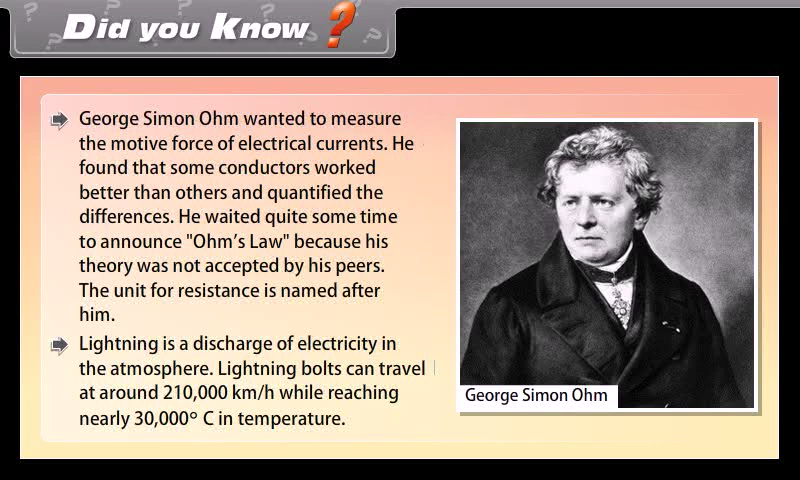 Did you Know ?
George Simon Ohm wanted to measure
the motive force of electrical currents. He
found that some conductors worked
better than others and quantified the
differences. He waited quite some time
to announce "Ohm's Law" because his
theory was not accepted by his peers.
The unit for resistance is named after
him.
Lightning is a discharge of electricity in
the atmosphere. Lightning bolts can travel
at around 210,000 km/h while reaching
nearly 30,000º C in temperature.
George Simon Ohm